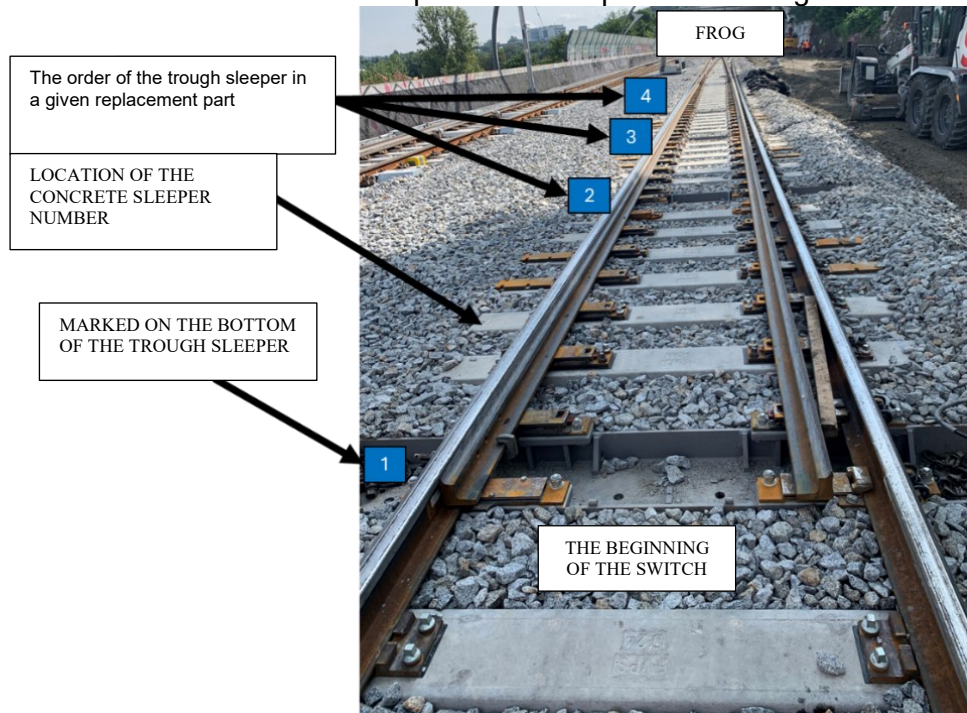 FROG
The order of the trough sleeper in
a given replacement part
4
3
LOCATION OF THE
CONCRETE SLEEPER
NUMBER
2
MARKED ON THE BOTTOM
OF THE TROUGH SLEEPER
1
THE BEGINNING
OF THE SWITCH